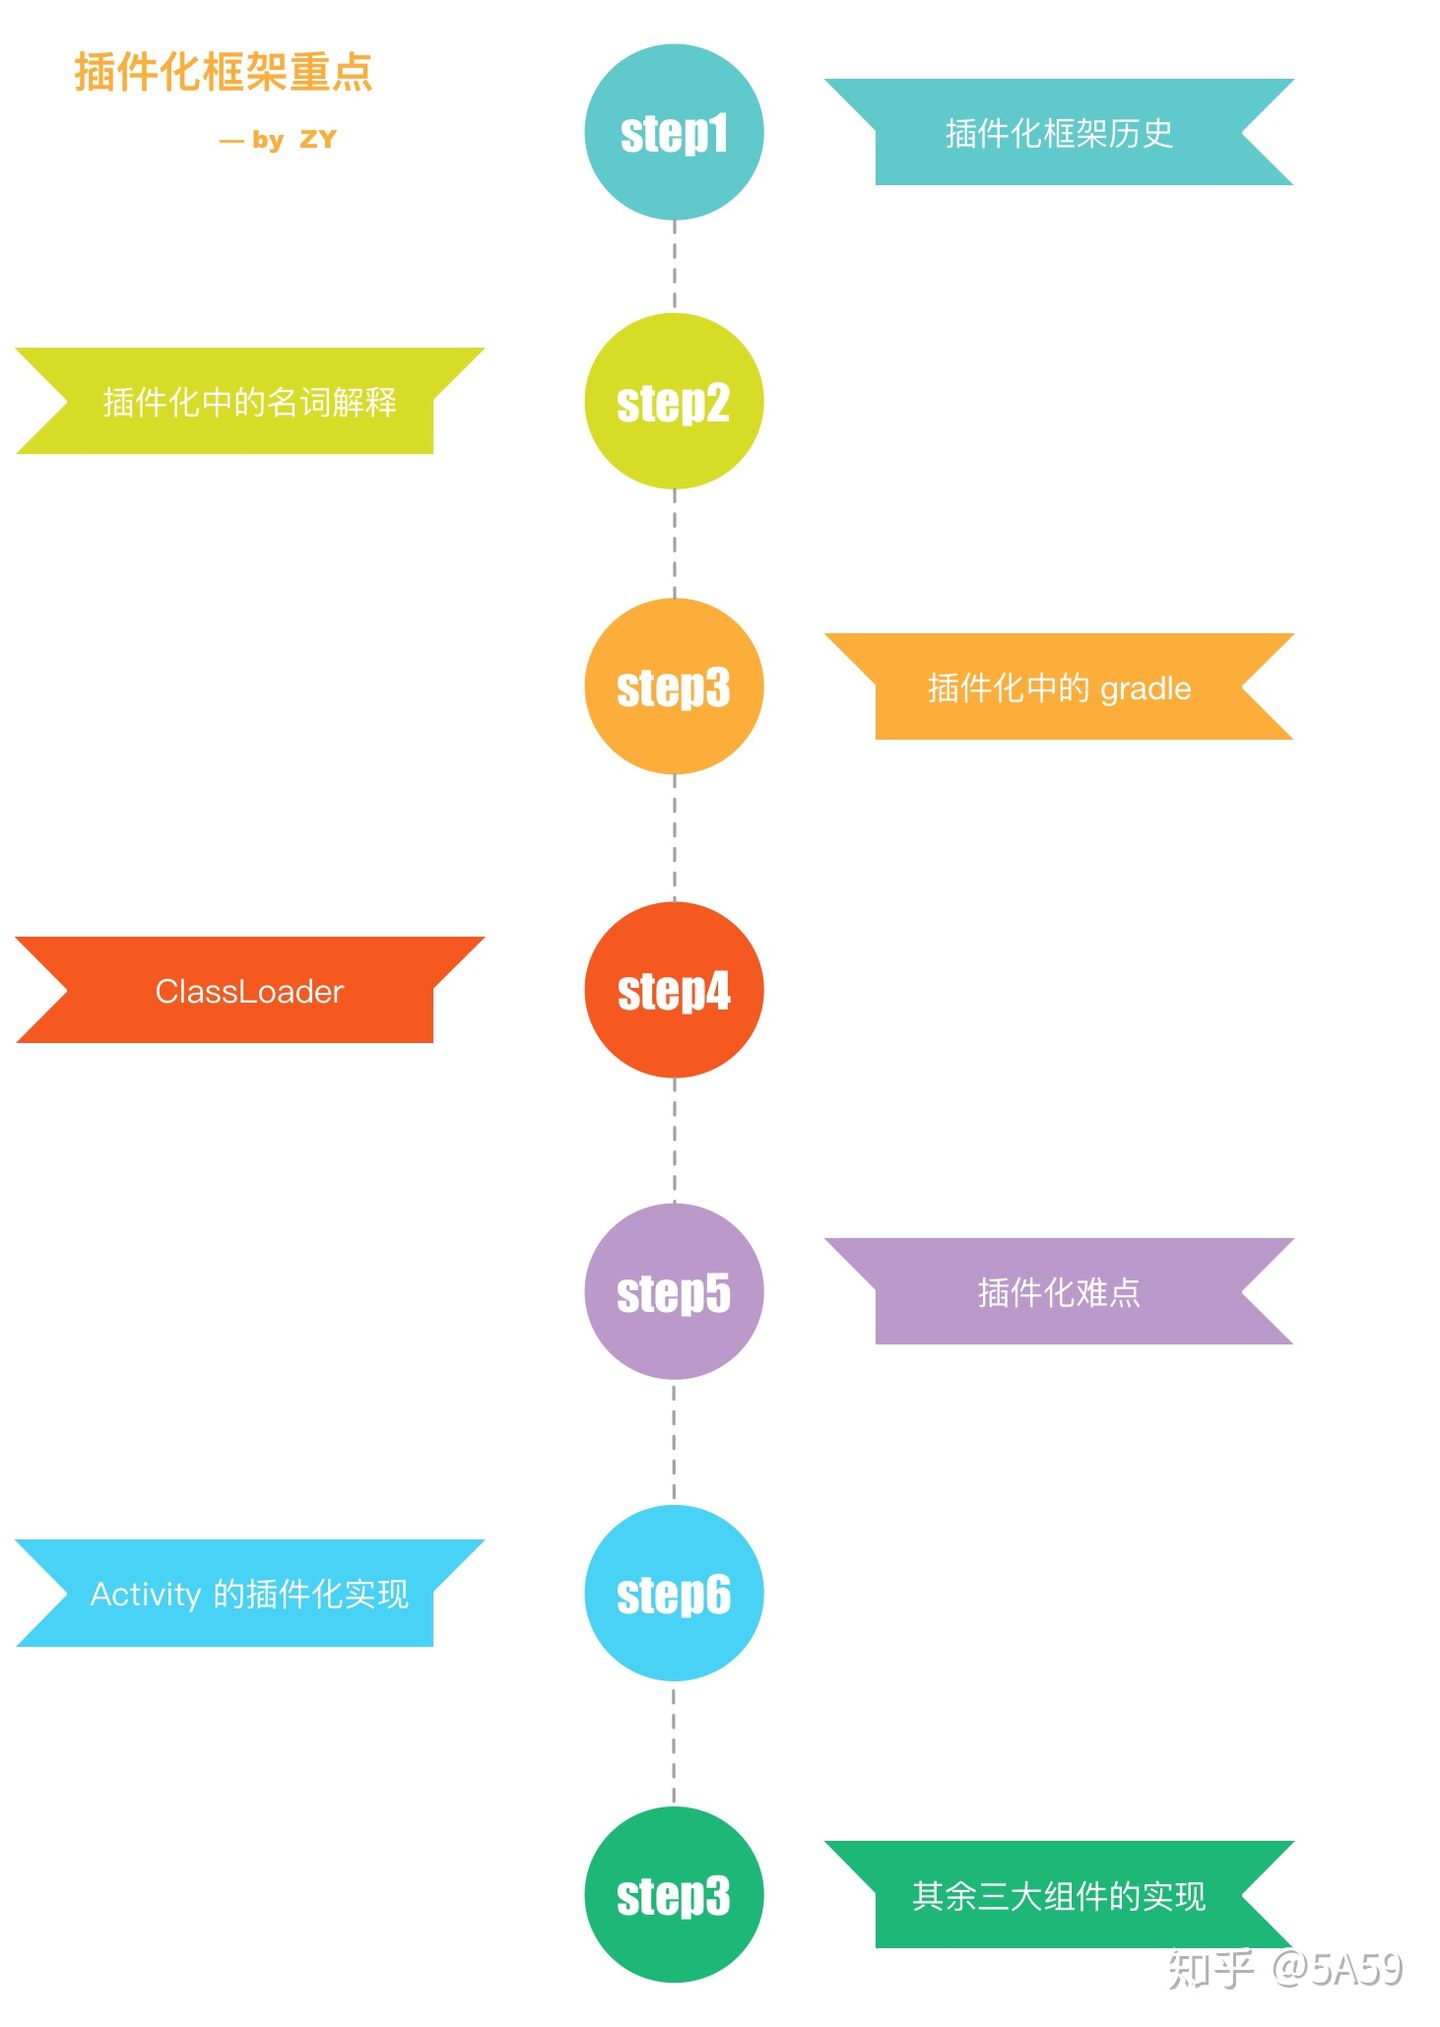 插件化框架重点
— by ZY
step1
插件化框架历史
插件化中的名词解释
step2
step3
插件化中的 gradle
ClassLoader
step4
step5
插件化难点
Activity 的插件化实现
step6
step3
其余三大组件的实现
知乎 @5A59